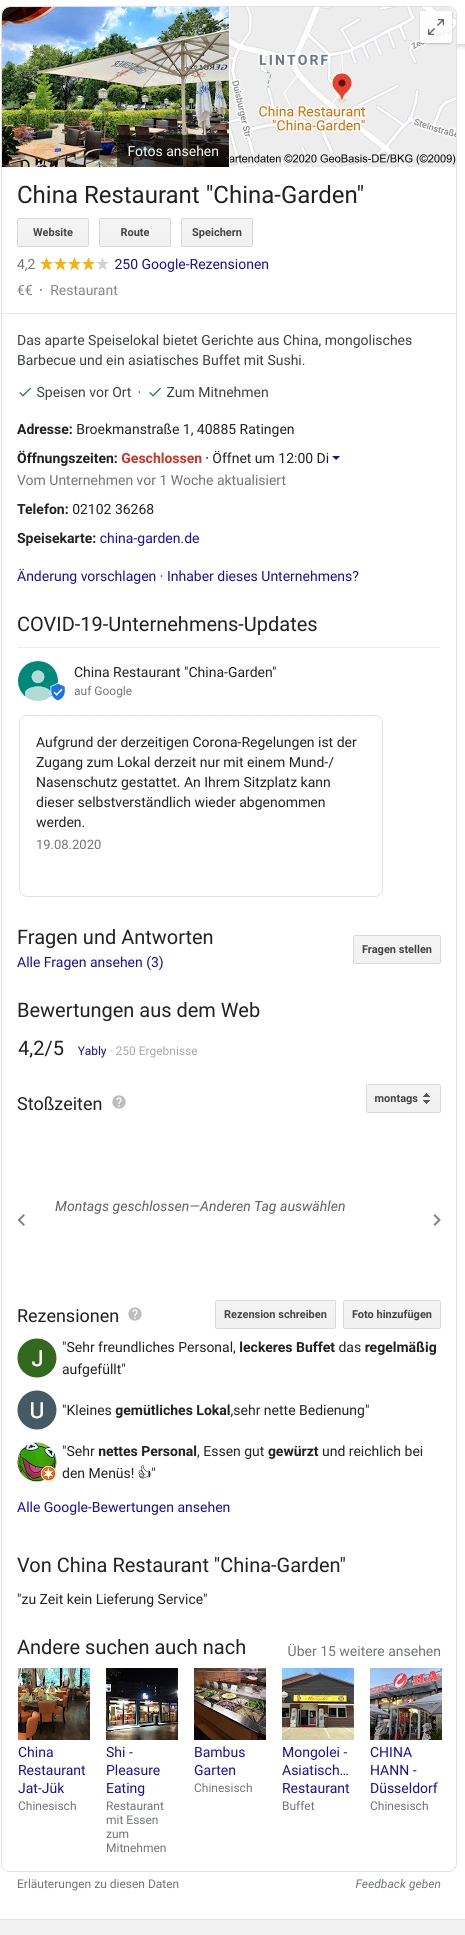 LINTORF
Duisburger Str.
China Restaurant
"China-Garden"
Steinstraße
Fotos ansehen
artendaten ©2020 GeoBasis-DE/BKG (©2009)
China Restaurant "China-Garden"
Website Route Speichern
4,2 250 Google-Rezensionen
€€ · Restaurant
Das aparte Speiselokal bietet Gerichte aus China, mongolisches
Barbecue und ein asiatisches Buffet mit Sushi.
Speisen vor Ort · Zum Mitnehmen
Adresse: Broekmanstraße 1, 40885 Ratingen
Öffnungszeiten: Geschlossen · Öffnet um 12:00 Di
Vom Unternehmen vor 1 Woche aktualisiert
Telefon: 02102 36268
Speisekarte: china-garden.de
Änderung vorschlagen · Inhaber dieses Unternehmens?
COVID-19-Unternehmens-Updates
China Restaurant "China-Garden"
auf Google
Aufgrund der derzeitigen Corona-Regelungen ist der
Zugang zum Lokal derzeit nur mit einem Mund-/
Nasenschutz gestattet. An Ihrem Sitzplatz kann
dieser selbstverständlich wieder abgenommen
werden.
19.08.2020
Fragen und Antworten
Fragen stellen
Alle Fragen ansehen (3)
Bewertungen aus dem Web
4,2/5 Yably · 250 Ergebnisse
Stoßzeiten ? montags
Montags geschlossen—Anderen Tag auswählen
Rezensionen ? Rezension schreiben Foto hinzufügen
J
"Sehr freundliches Personal, leckeres Buffet das regelmäßig
aufgefüllt"
U
"Kleines gemütliches Lokal,sehr nette Bedienung"
"Sehr nettes Personal, Essen gut gewürzt und reichlich bei
den Menüs! 👍"
Alle Google-Bewertungen ansehen
Von China Restaurant "China-Garden"
"zu Zeit kein Lieferung Service"
Andere suchen auch nach Über 15 weitere ansehen
China
Restaurant
Jat-Jük
Chinesisch
Shi -
Pleasure
Eating
Restaurant
mit Essen
zum
Mitnehmen
Bambus
Garten
Chinesisch
Mongolei -
Asiatisch...
Restaurant
Buffet
CHINA
HANN -
Düsseldorf
Chinesisch
Erläuterungen zu diesen Daten Feedback geben